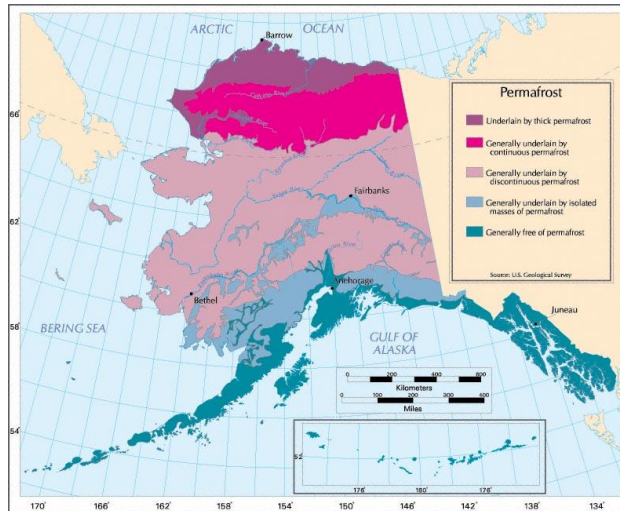 ARCTIC OCEAN
Barrow
66
Permafrost
Underlain by thick permafrost
Generally underlain by
continuous permafrost
Generally underlain by
discontinuous permafrost
Generally underlain by isolated
masses of permafrost
Generally free of permafrost
Source: U.S. Geological Survey
Fairbanks
62
Bethel
Anchorage
Juneau
58
BERING SEA
GULF OF
ALASKA
0 200 400 600
Kilometers
0 100 200 300 400
Miles
54
52
176° 180° 176°
170° 166° 162° 158° 154° 150° 146° 142° 138° 134°